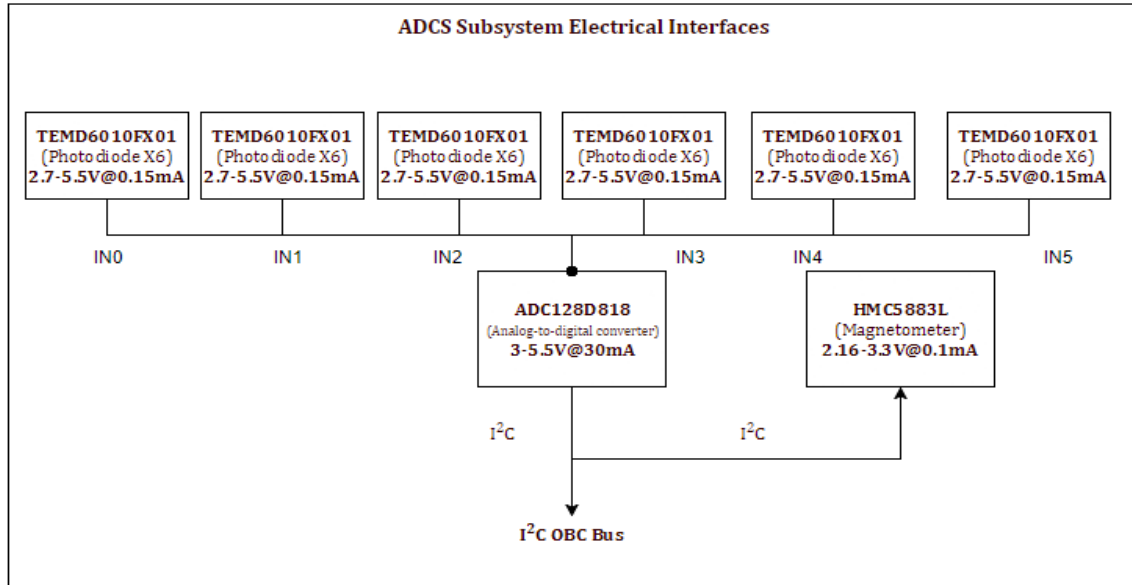 ADCS Subsystem Electrical Interfaces
TEMD6010FX01
(Photodiode X6)
2.7-5.5V@0.15mA
TEMD6010FX01
(Photodiode X6)
2.7-5.5V@0.15mA
TEMD6010FX01
(Photodiode X6)
2.7-5.5V@0.15mA
TEMD6010FX01
(Photodiode X6)
2.7-5.5V@0.15mA
TEMD6010FX01
(Photodiode X6)
2.7-5.5V@0.15mA
TEMD6010FX01
(Photodiode X6)
2.7-5.5V@0.15mA
IN0
IN1
IN2
IN3
IN4
IN5
ADC128D818
(Analog-to-digital converter)
3-5.5V@30mA
HMC5883L
(Magnetometer)
2.16-3.3V@0.1mA
I²C
I²C
I²C OBC Bus